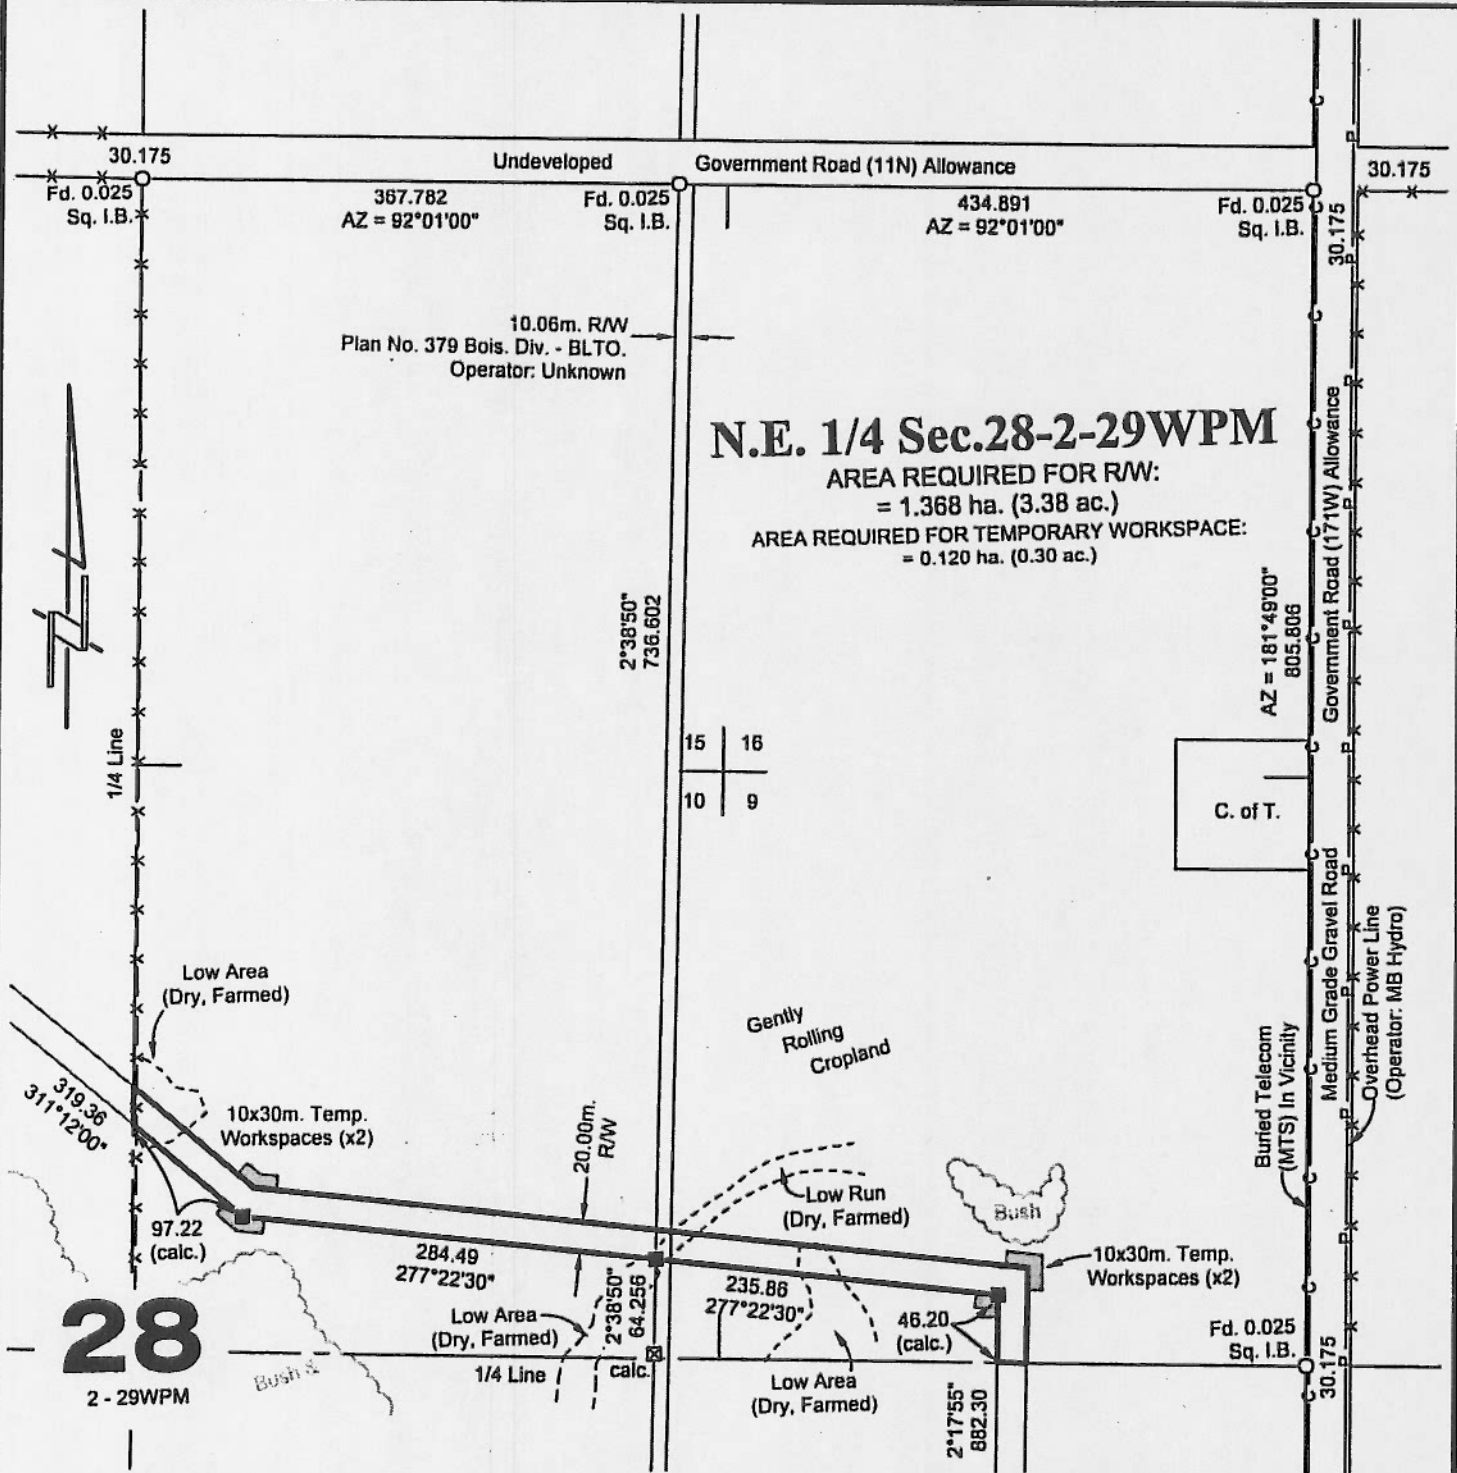 30.175
Undeveloped
Government Road (11N) Allowance
30.175
Fd. 0.025
Sq. I.B.
367.782
AZ = 92°01'00"
Fd. 0.025
Sq. I.B.
434.891
AZ = 92°01'00"
Fd. 0.025
Sq. I.B.
30.175
10.06m. R/W
Plan No. 379 Bois. Div. - BLTO.
Operator: Unknown
N.E. 1/4 Sec.28-2-29WPM
AREA REQUIRED FOR R/W:
= 1.368 ha. (3.38 ac.)
AREA REQUIRED FOR TEMPORARY WORKSPACE:
= 0.120 ha. (0.30 ac.)
Government Road (171W) Allowance
2°38'50"
736.602
AZ = 181°49'00"
805.806
1/4 Line
15 16
10 9
C. of T.
Medium Grade Gravel Road
Overhead Power Line
(Operator: MB Hydro)
Buried Telecom
(MTS) In Vicinity
Low Area
(Dry, Farmed)
Gently
Rolling
Cropland
319.36
311°12'00"
10x30m. Temp.
Workspaces (x2)
20.00m.
R/W
Low Run
(Dry, Farmed)
Bush
97.22
(calc.)
284.49
277°22'30"
2°38'50"
64.256
235.86
277°22'30"
10x30m. Temp.
Workspaces (x2)
46.20
(calc.)
Low Area
(Dry, Farmed)
28
2 - 29WPM
Bush &
1/4 Line
calc.
Low Area
(Dry, Farmed)
2°17'55"
882.30
Fd. 0.025
Sq. I.B.
30.175